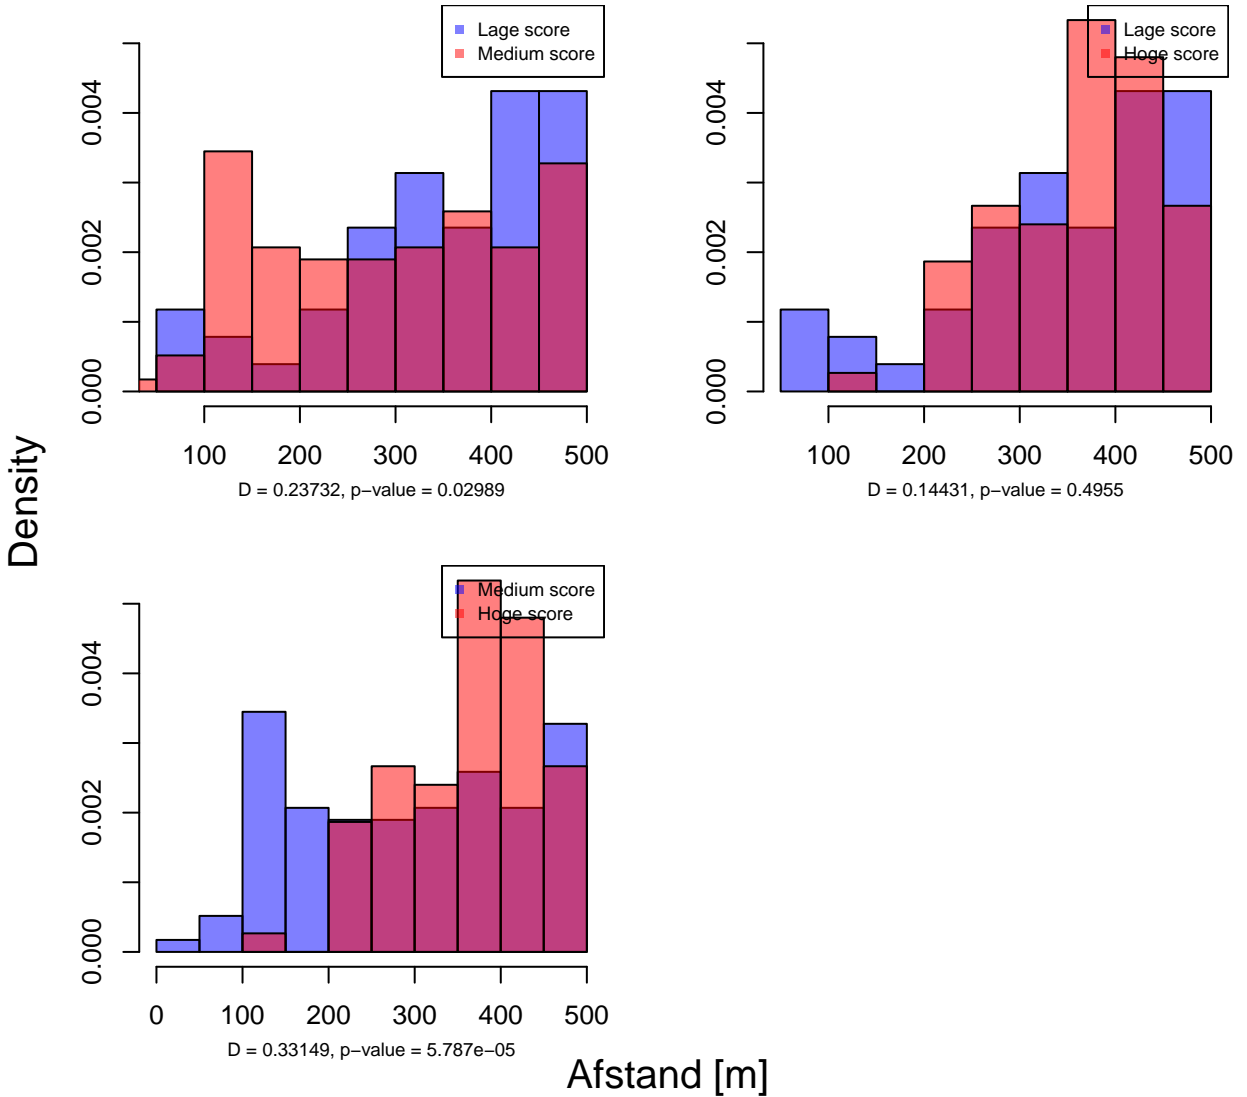 Lage score
Medium score
0.000 0.002 0.004
100 200 300 400 500
D = 0.23732, p−value = 0.02989
Lage score
Hoge score
0.000 0.002 0.004
100 200 300 400 500
D = 0.14431, p−value = 0.4955
Density
Medium score
Hoge score
0.000 0.002 0.004
0 100 200 300 400 500
D = 0.33149, p−value = 5.787e−05
Afstand [m]